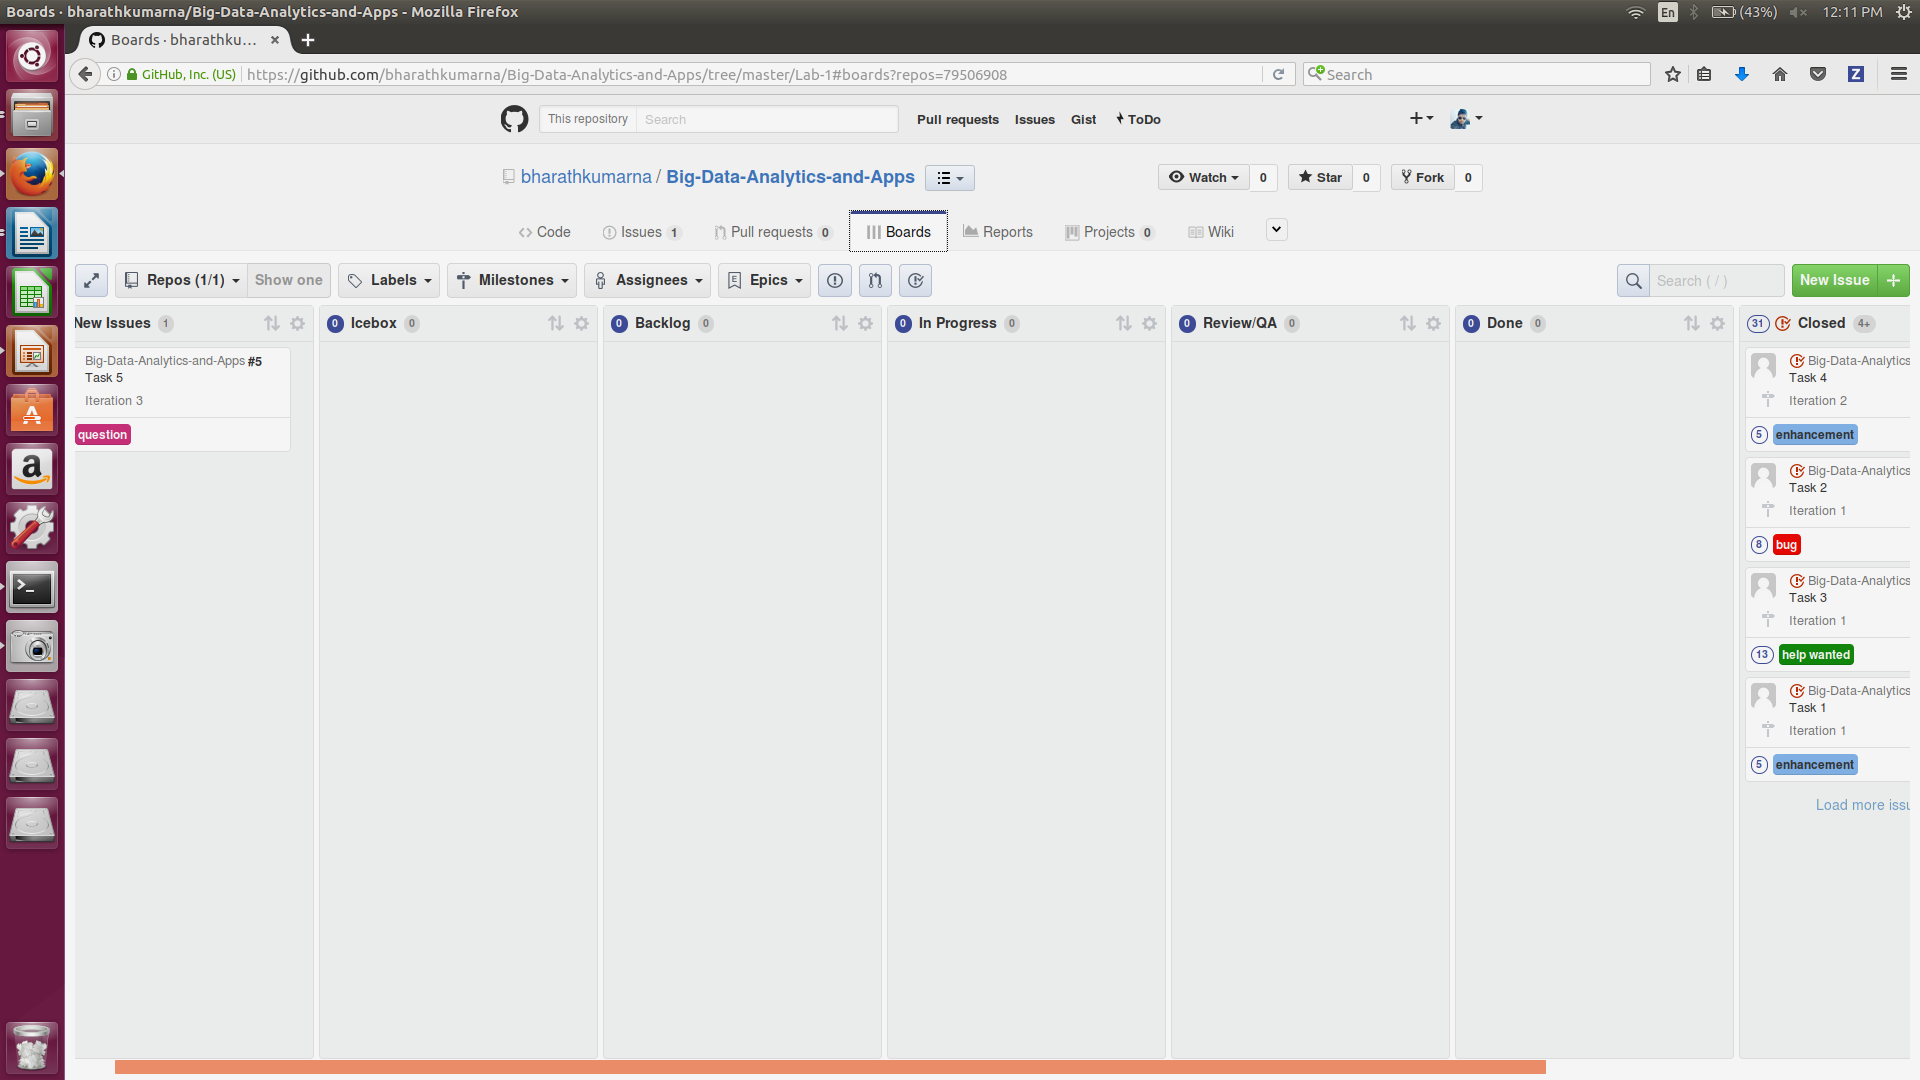 Boards · bharathkumarna/Big-Data-Analytics-and-Apps - Mozilla Firefox
En (43%) 12:11 PM
Boards · bharathku...
GitHub, Inc. (US) https://github.com/bharathkumarna/Big-Data-Analytics-and-Apps/tree/master/Lab-1#boards?repos=79506908
Search
This repository Search Pull requests Issues Gist ToDo
bharathkumarna / Big-Data-Analytics-and-Apps
Watch 0 Star 0 Fork 0
Code Issues 1 Pull requests 0 Boards Reports Projects 0 Wiki
Repos (1/1) Show one Labels Milestones Assignees Epics
Search ( / ) New Issue
New Issues 1
Big-Data-Analytics-and-Apps #5
Task 5
Iteration 3
question
0 Icebox 0
0 Backlog 0
0 In Progress 0
0 Review/QA 0
0 Done 0
31 Closed 4+
Big-Data-Analytics
Task 4
Iteration 2
5 enhancement
Big-Data-Analytics
Task 2
Iteration 1
8 bug
Big-Data-Analytics
Task 3
Iteration 1
13 help wanted
Big-Data-Analytics
Task 1
Iteration 1
5 enhancement
Load more issu